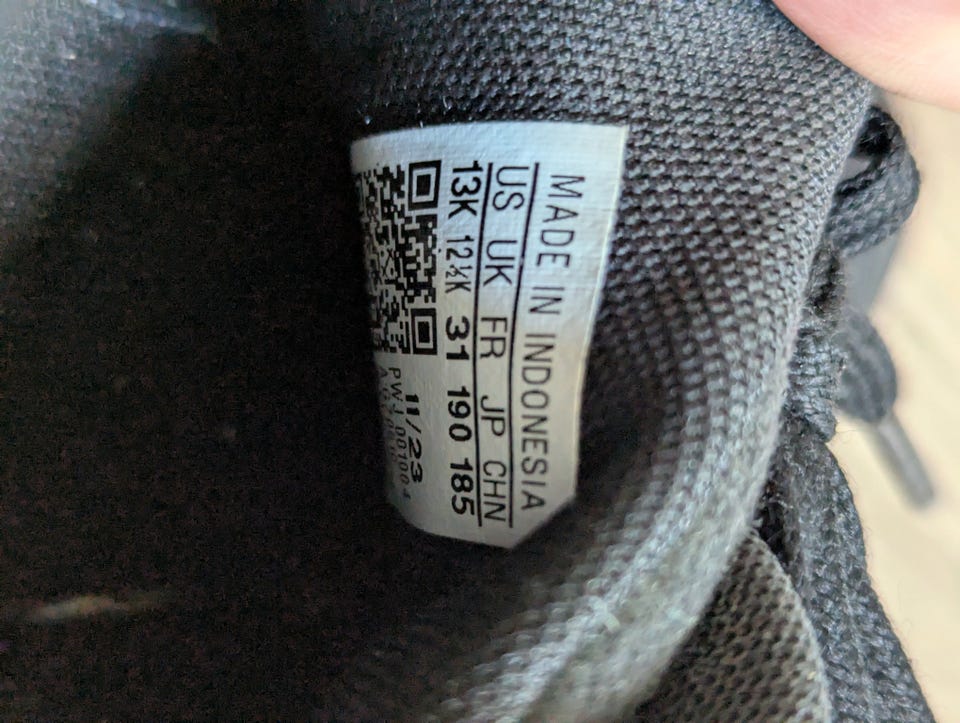 MADE IN INDONESIA
US UK FR JP CHN
13K 12½K 31 190 185
11/23